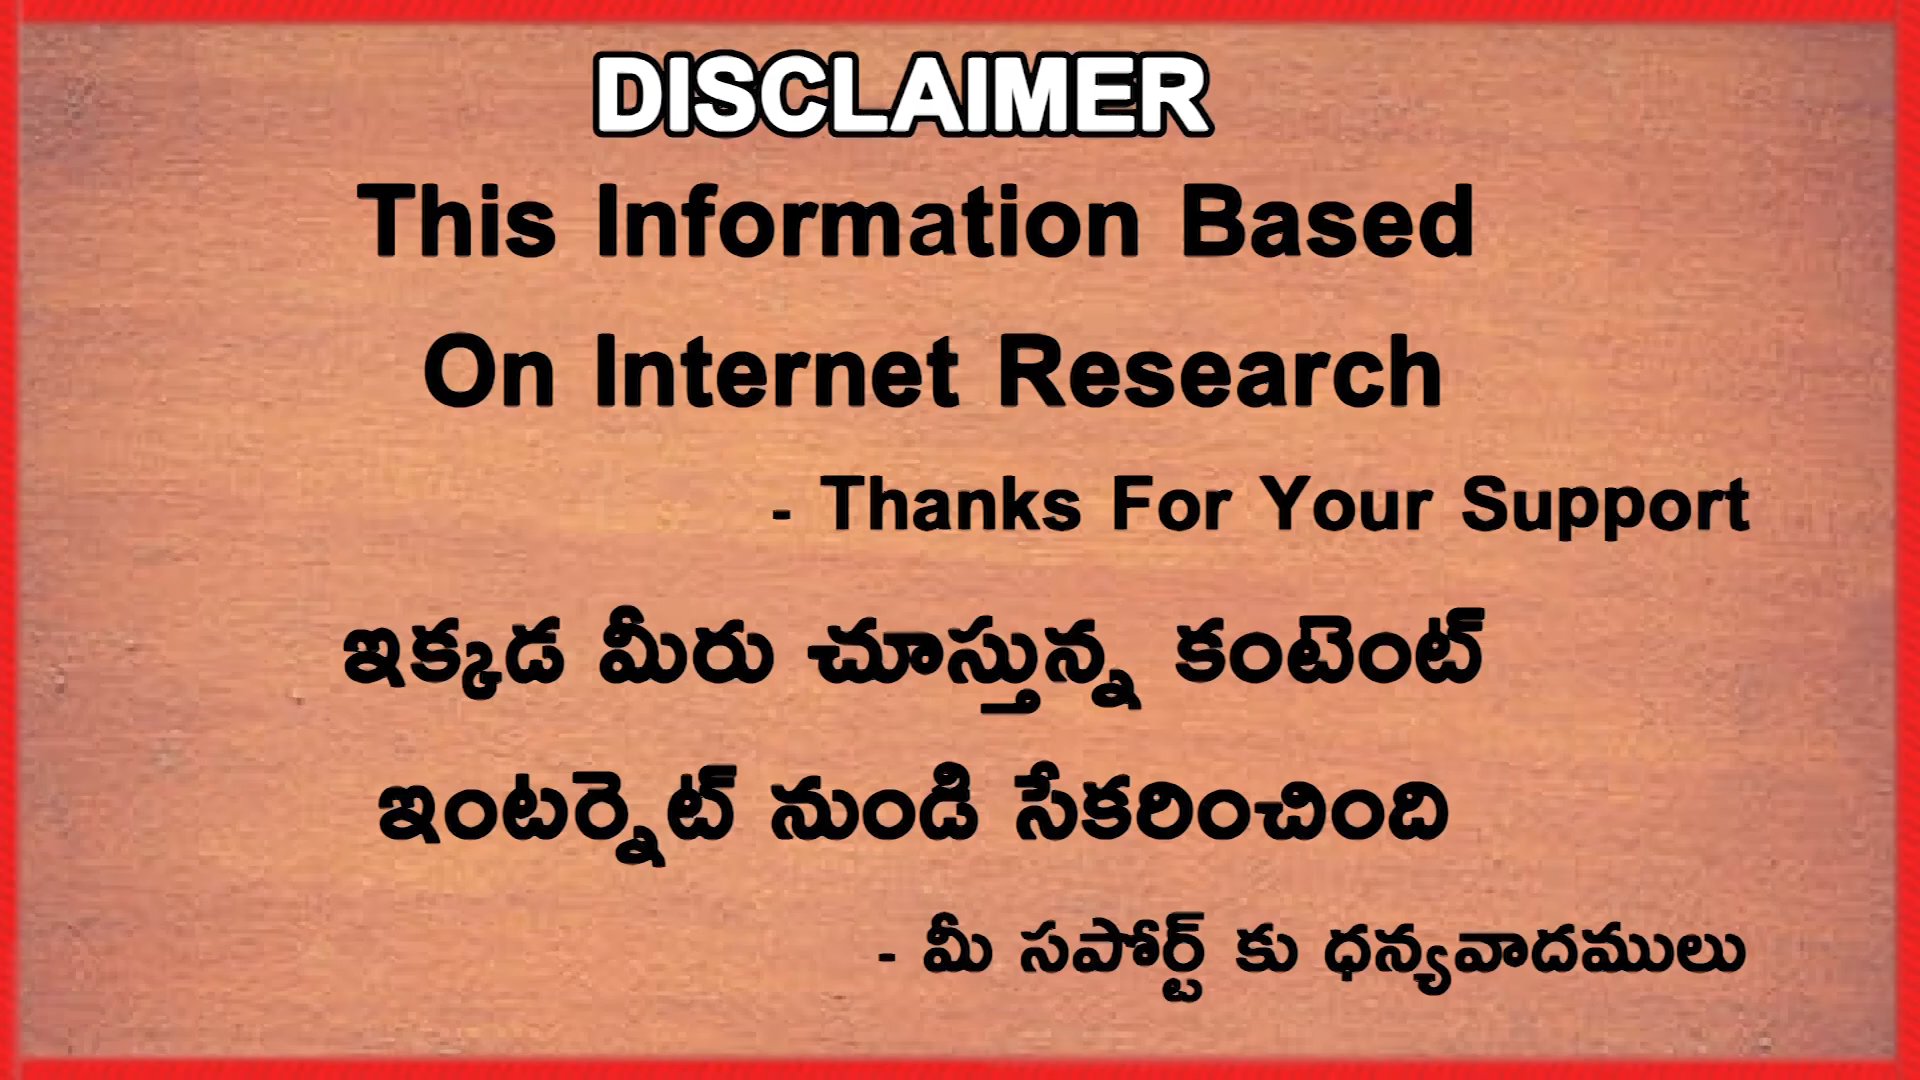 DISCLAIMER
This Information Based
On Internet Research
- Thanks For Your Support
ఇక్కడ మీరు చూస్తున్న కంటెంట్
ఇంటర్నెట్ నుండి సేకరించింది
- మీ సపోర్ట్ కు ధన్యవాదములు